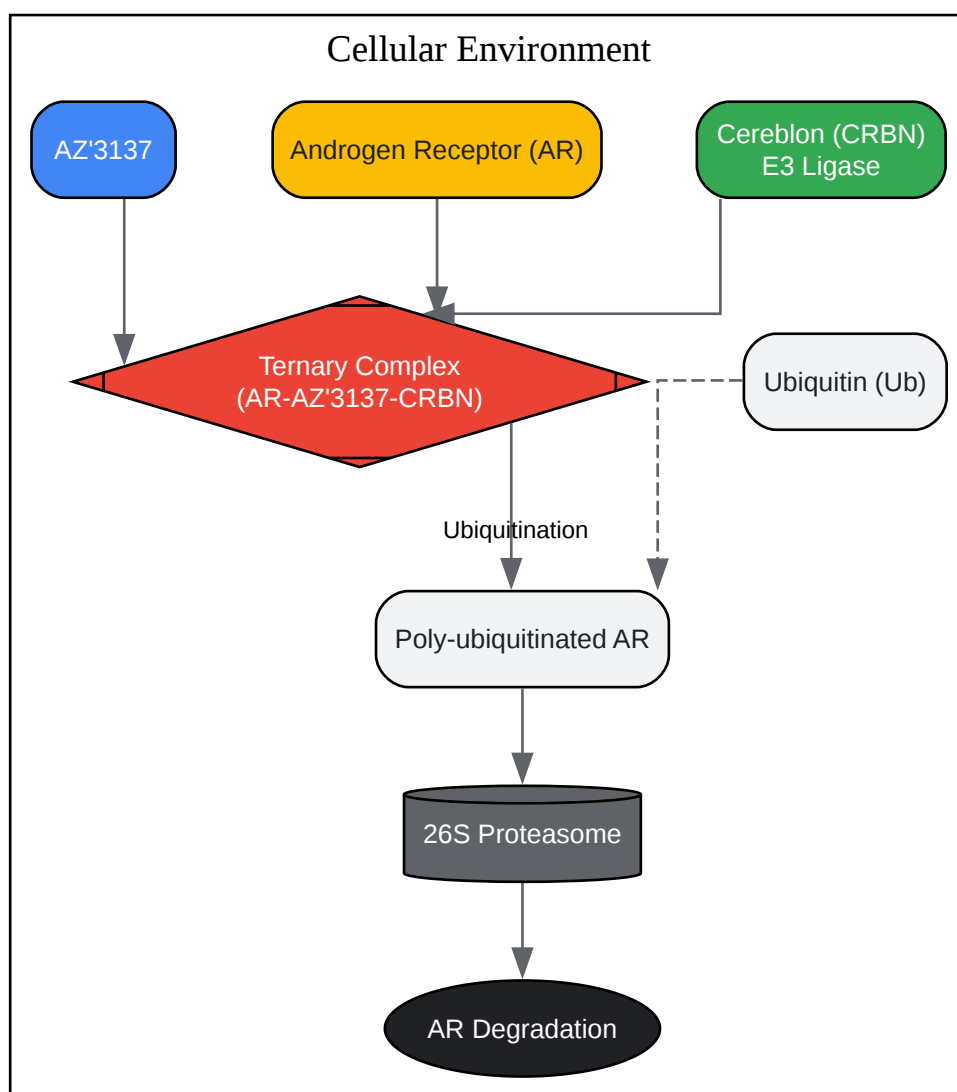 Cellular Environment
AZ'3137
Androgen Receptor (AR)
Cereblon (CRBN)
E3 Ligase
Ternary Complex
(AR-AZ'3137-CRBN)
Ubiquitin (Ub)
Ubiquitination
Poly-ubiquitinated AR
26S Proteasome
AR Degradation